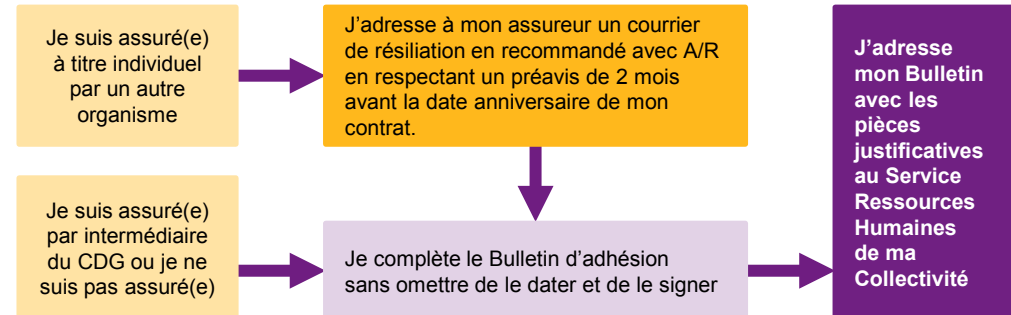 Je suis assuré(e)
à titre individuel
par un autre
organisme
J’adresse à mon assureur un courrier
de résiliation en recommandé avec A/R
en respectant un préavis de 2 mois
avant la date anniversaire de mon
contrat.
Je suis assuré(e)
par intermédiaire
du CDG ou je ne
suis pas assuré(e)
Je complète le Bulletin d’adhésion
sans omettre de le dater et de le signer
J’adresse
mon Bulletin
avec les
pièces
justificatives
au Service
Ressources
Humaines
de ma
Collectivité